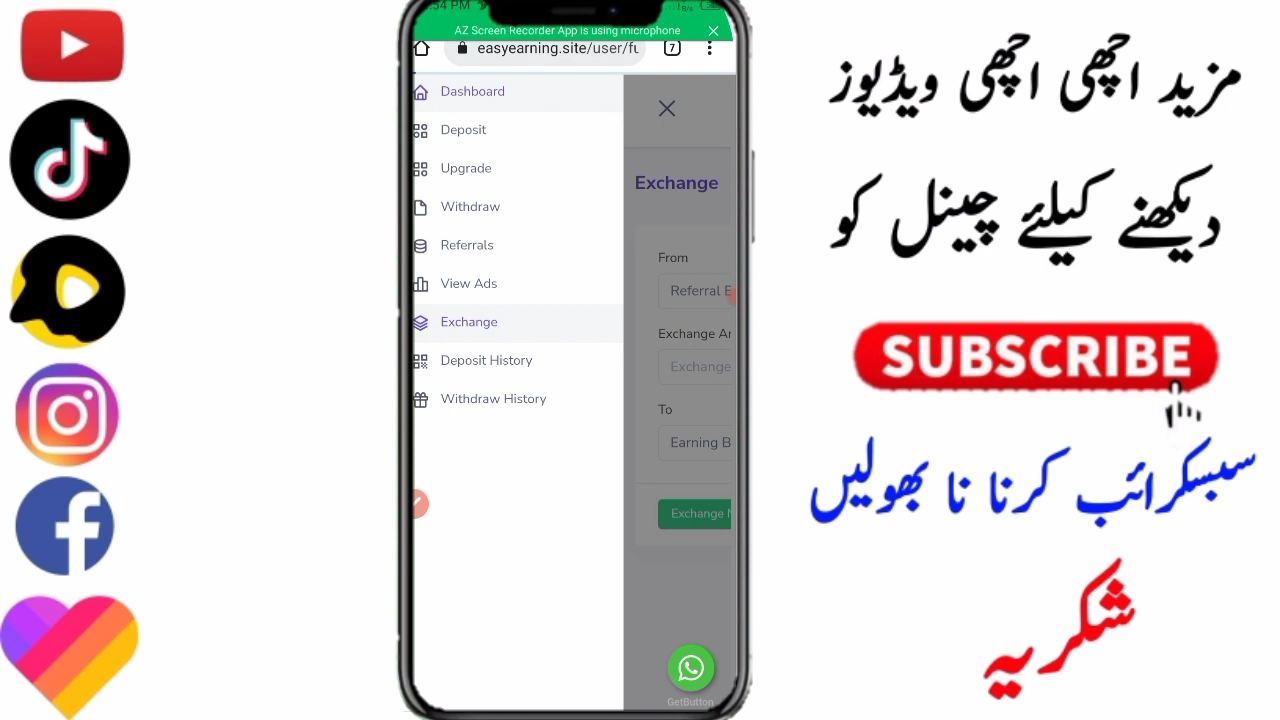 54 PM
AZ Screen Recorder App is using microphone
easyearning.site/user/fu
7
Dashboard
Deposit
Upgrade
Withdraw
Referrals
View Ads
Exchange
Deposit History
Withdraw History
Exchange
From
Referral
Exchange
Exchange
To
Earning
Exchange
GetButton
مزید اچھی اچھی ویڈیوز
دیکھنے کیلئے چینل کو
SUBSCRIBE
سبسکرائب کرنا نا بھولیں
شکریہ